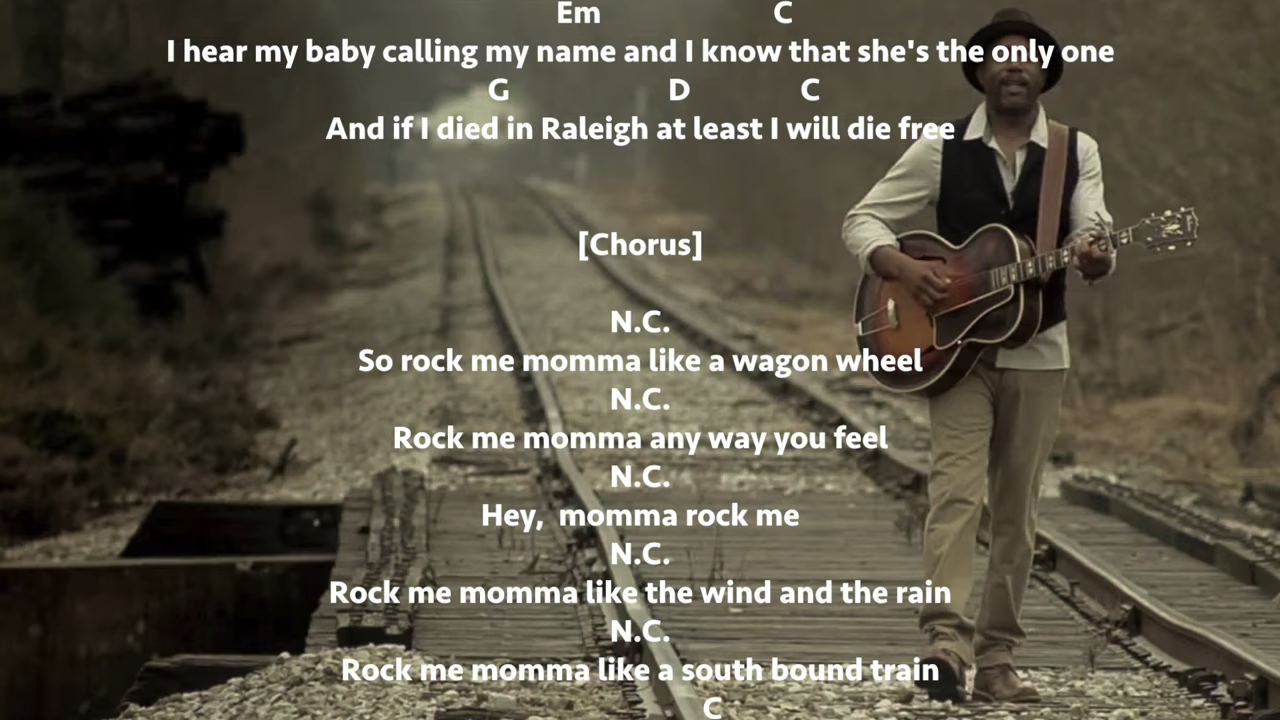 Em C
I hear my baby calling my name and I know that she's the only one
G D C
And if I died in Raleigh at least I will die free
[Chorus]
N.C.
So rock me momma like a wagon wheel
N.C.
Rock me momma any way you feel
N.C.
Hey, momma rock me
N.C.
Rock me momma like the wind and the rain
N.C.
Rock me momma like a south bound train
C